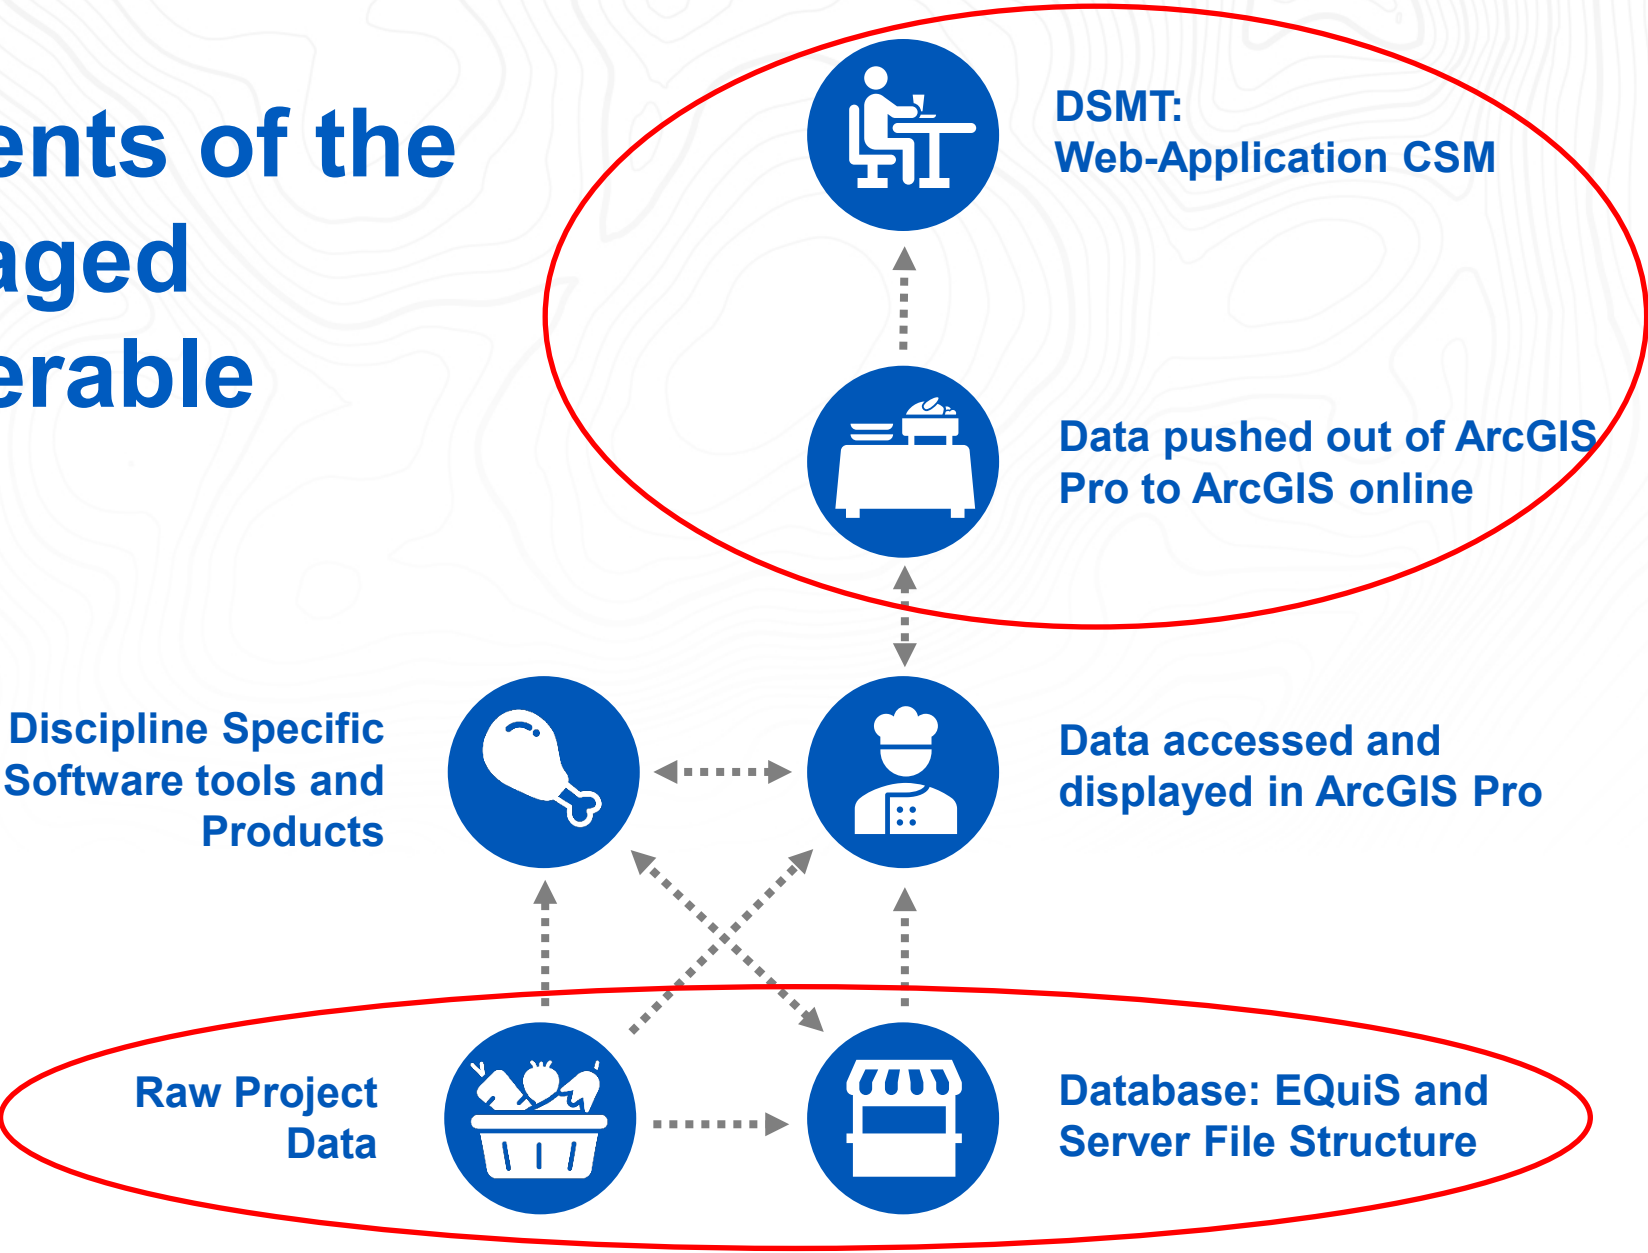 ents of the
aged
erable
DSMT:
Web-Application CSM
Data pushed out of ArcGIS
Pro to ArcGIS online
Discipline Specific
Software tools and
Products
Data accessed and
displayed in ArcGIS Pro
Raw Project
Data
Database: EQuiS and
Server File Structure